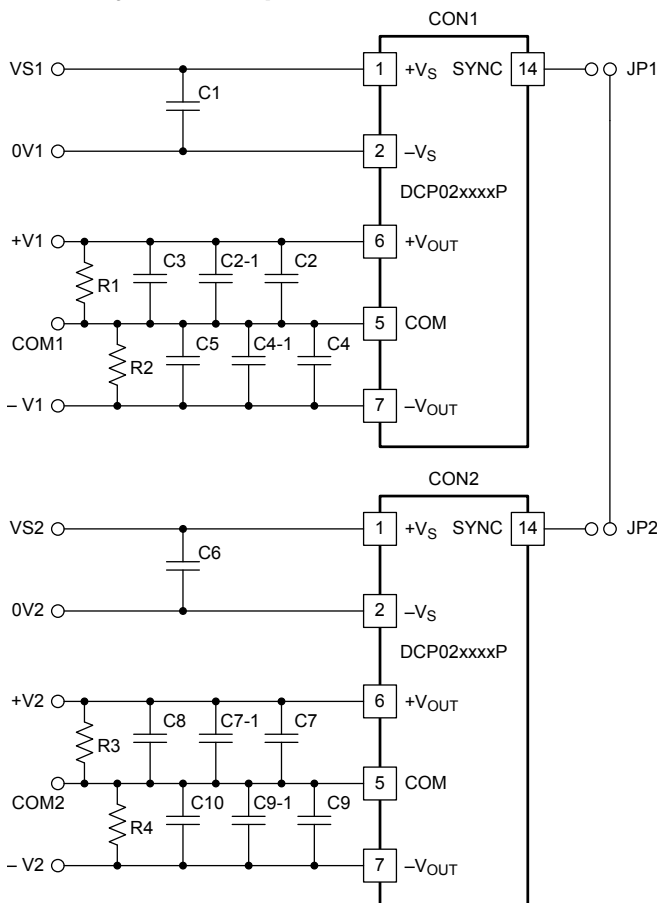 CON1
VS1
1
+VS
SYNC
14
JP1
C1
0V1
2
–VS
DCP02xxxxP
+V1
6
+VOUT
C3
C2-1
C2
R1
COM1
5
COM
R2
C5
C4-1
C4
– V1
7
–VOUT
CON2
VS2
1
+VS
SYNC
14
JP2
C6
0V2
2
–VS
DCP02xxxxP
+V2
6
+VOUT
C8
C7-1
C7
R3
COM2
5
COM
R4
C10
C9-1
C9
– V2
7
–VOUT